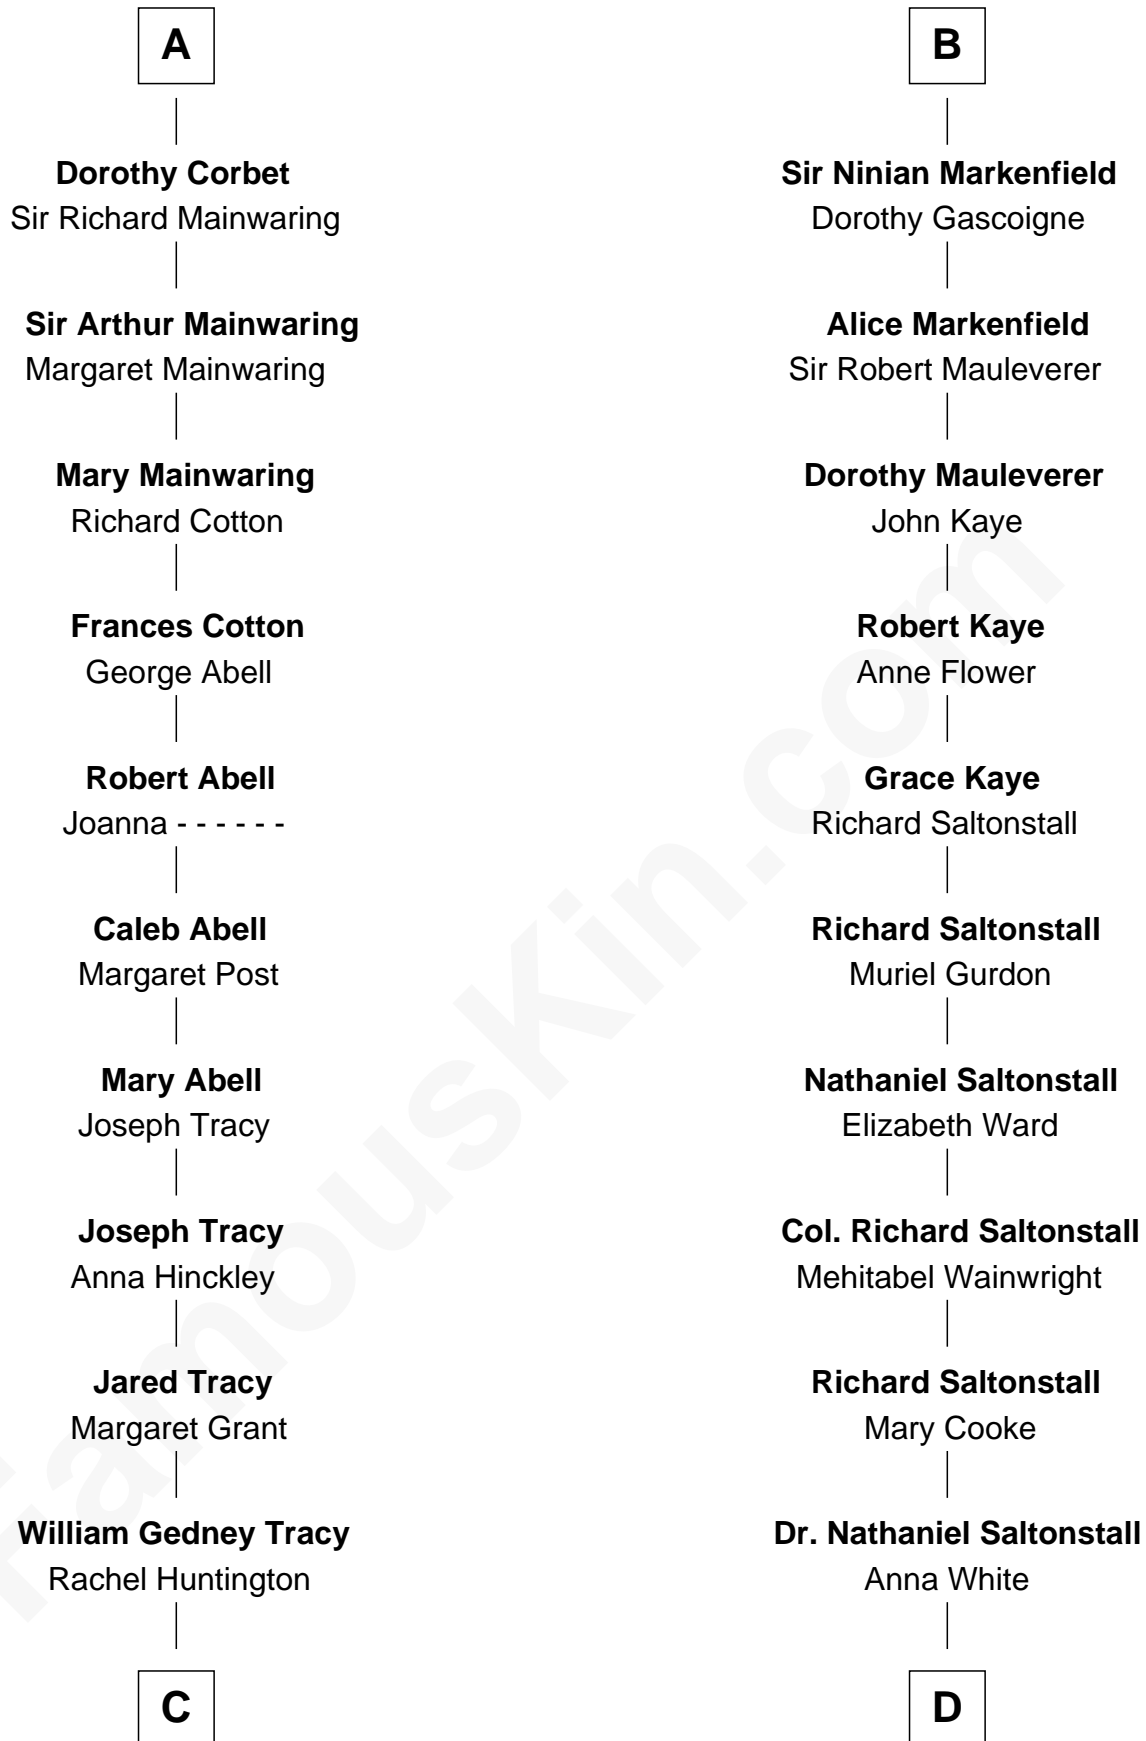 A
Dorothy Corbet
Sir Richard Mainwaring
Sir Arthur Mainwaring
Margaret Mainwaring
Mary Mainwaring
Richard Cotton
Frances Cotton
George Abell
Robert Abell
Joanna - - - - - -
Caleb Abell
Margaret Post
Mary Abell
Joseph Tracy
Joseph Tracy
Anna Hinckley
Jared Tracy
Margaret Grant
William Gedney Tracy
Rachel Huntington
C
B
Sir Ninian Markenfield
Dorothy Gascoigne
Alice Markenfield
Sir Robert Mauleverer
Dorothy Mauleverer
John Kaye
Robert Kaye
Anne Flower
Grace Kaye
Richard Saltonstall
Richard Saltonstall
Muriel Gurdon
Nathaniel Saltonstall
Elizabeth Ward
Col. Richard Saltonstall
Mehitabel Wainwright
Richard Saltonstall
Mary Cooke
Dr. Nathaniel Saltonstall
Anna White
D
FamousKin.com